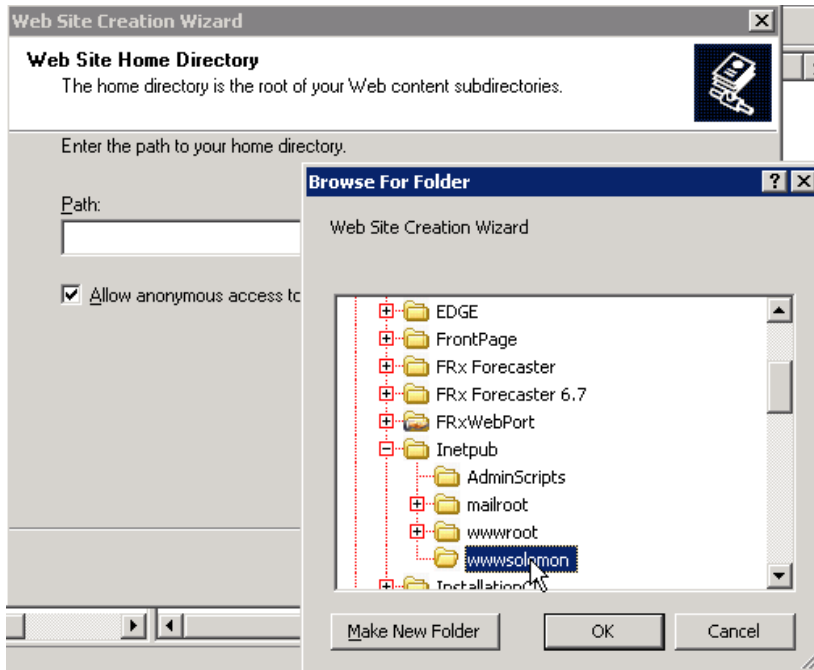 Web Site Creation Wizard
Web Site Home Directory
The home directory is the root of your Web content subdirectories.
Enter the path to your home directory.
Path:
Allow anonymous access to
Browse For Folder
Web Site Creation Wizard
EDGE
FrontPage
FRx Forecaster
FRx Forecaster 6.7
FRxWebPort
Inetpub
AdminScripts
mailroot
wwwroot
wwwsolomon
Make New Folder
OK
Cancel